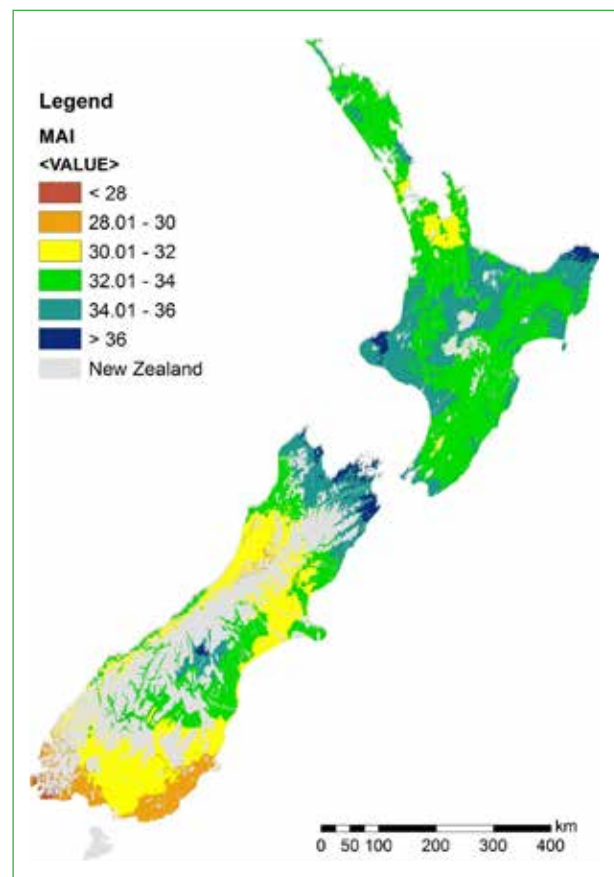 Legend
MAI
<VALUE>
< 28
28.01 - 30
30.01 - 32
32.01 - 34
34.01 - 36
> 36
New Zealand
km
0 50 100 200 300 400